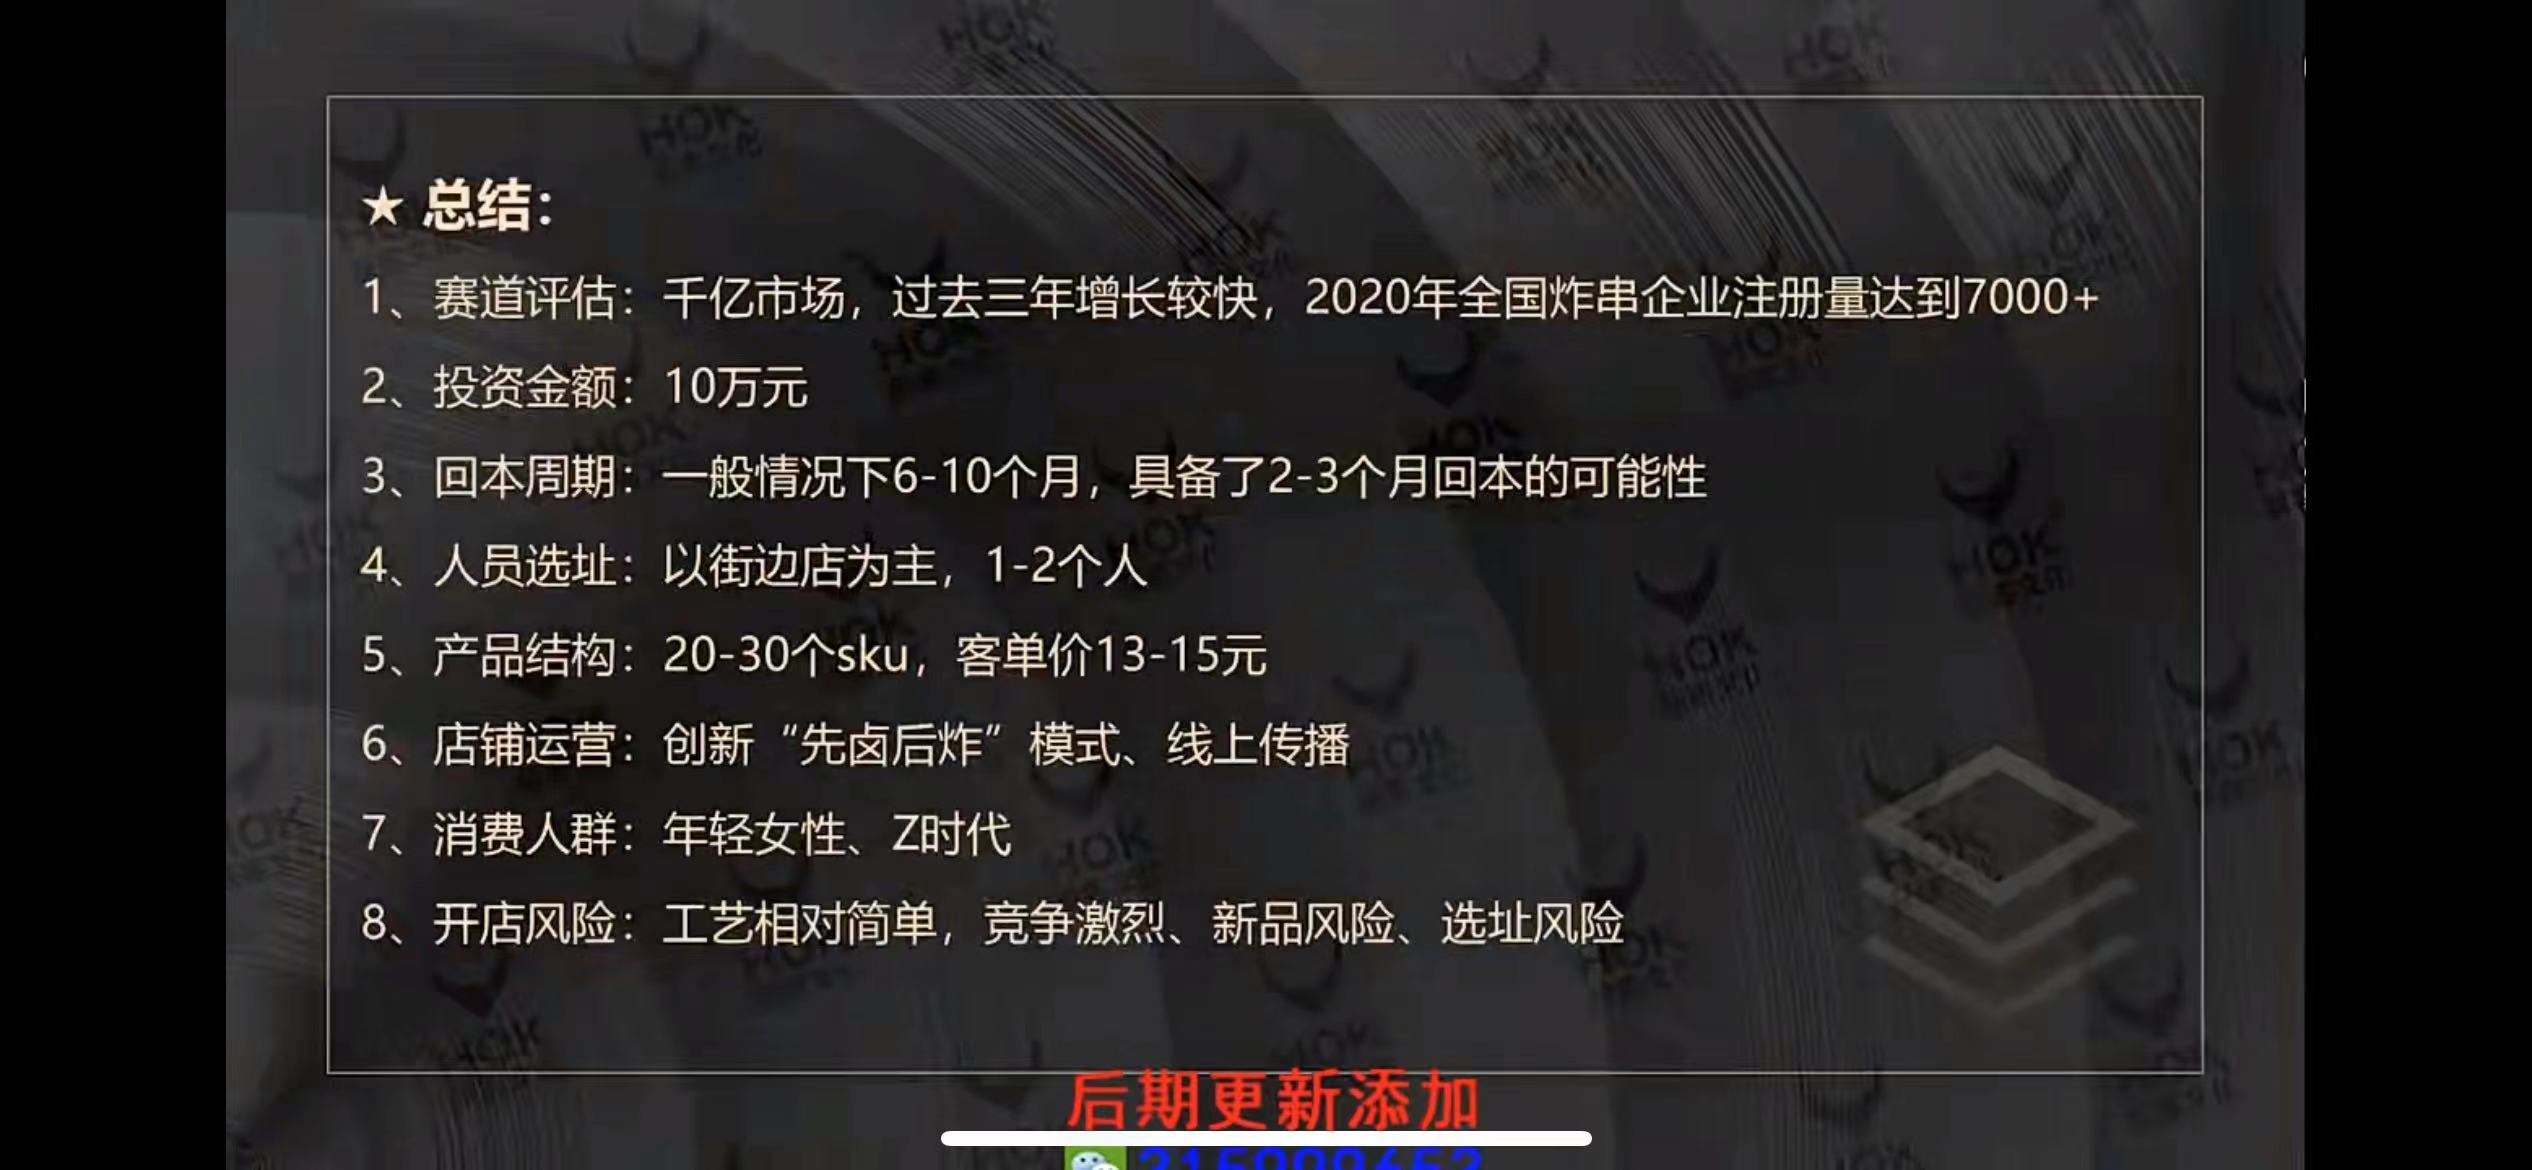 ★ 总结：
1、赛道评估：千亿市场，过去三年增长较快，2020年全国炸串企业注册量达到7000+
2、投资金额：10万元
3、回本周期：一般情况下6-10个月，具备了2-3个月回本的可能性
4、人员选址：以街边店为主，1-2个人
5、产品结构：20-30个sku，客单价13-15元
6、店铺运营：创新“先卤后炸”模式、线上传播
7、消费人群：年轻女性、Z时代
8、开店风险：工艺相对简单，竞争激烈、新品风险、选址风险
HOK
后期更新添加